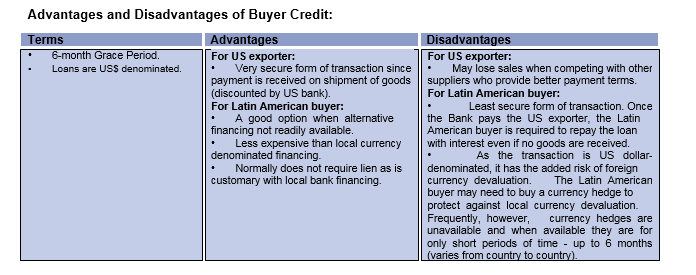 Advantages and Disadvantages of Buyer Credit:
Terms
• 6-month Grace Period.
• Loans are US$ denominated.
Advantages
For US exporter:
• Very secure form of transaction since
payment is received on shipment of goods
(discounted by US bank).
For Latin American buyer:
• A good option when alternative
financing not readily available.
• Less expensive than local currency
denominated financing.
• Normally does not require lien as is
customary with local bank financing.
Disadvantages
For US exporter:
• May lose sales when competing with other
suppliers who provide better payment terms.
For Latin American buyer:
• Least secure form of transaction. Once
the Bank pays the US exporter, the Latin
American buyer is required to repay the loan
with interest even if no goods are received.
• As the transaction is US dollar-
denominated, it has the added risk of foreign
currency devaluation. The Latin American
buyer may need to buy a currency hedge to
protect against local currency devaluation.
Frequently, however, currency hedges are
unavailable and when available they are for
only short periods of time - up to 6 months
(varies from country to country).